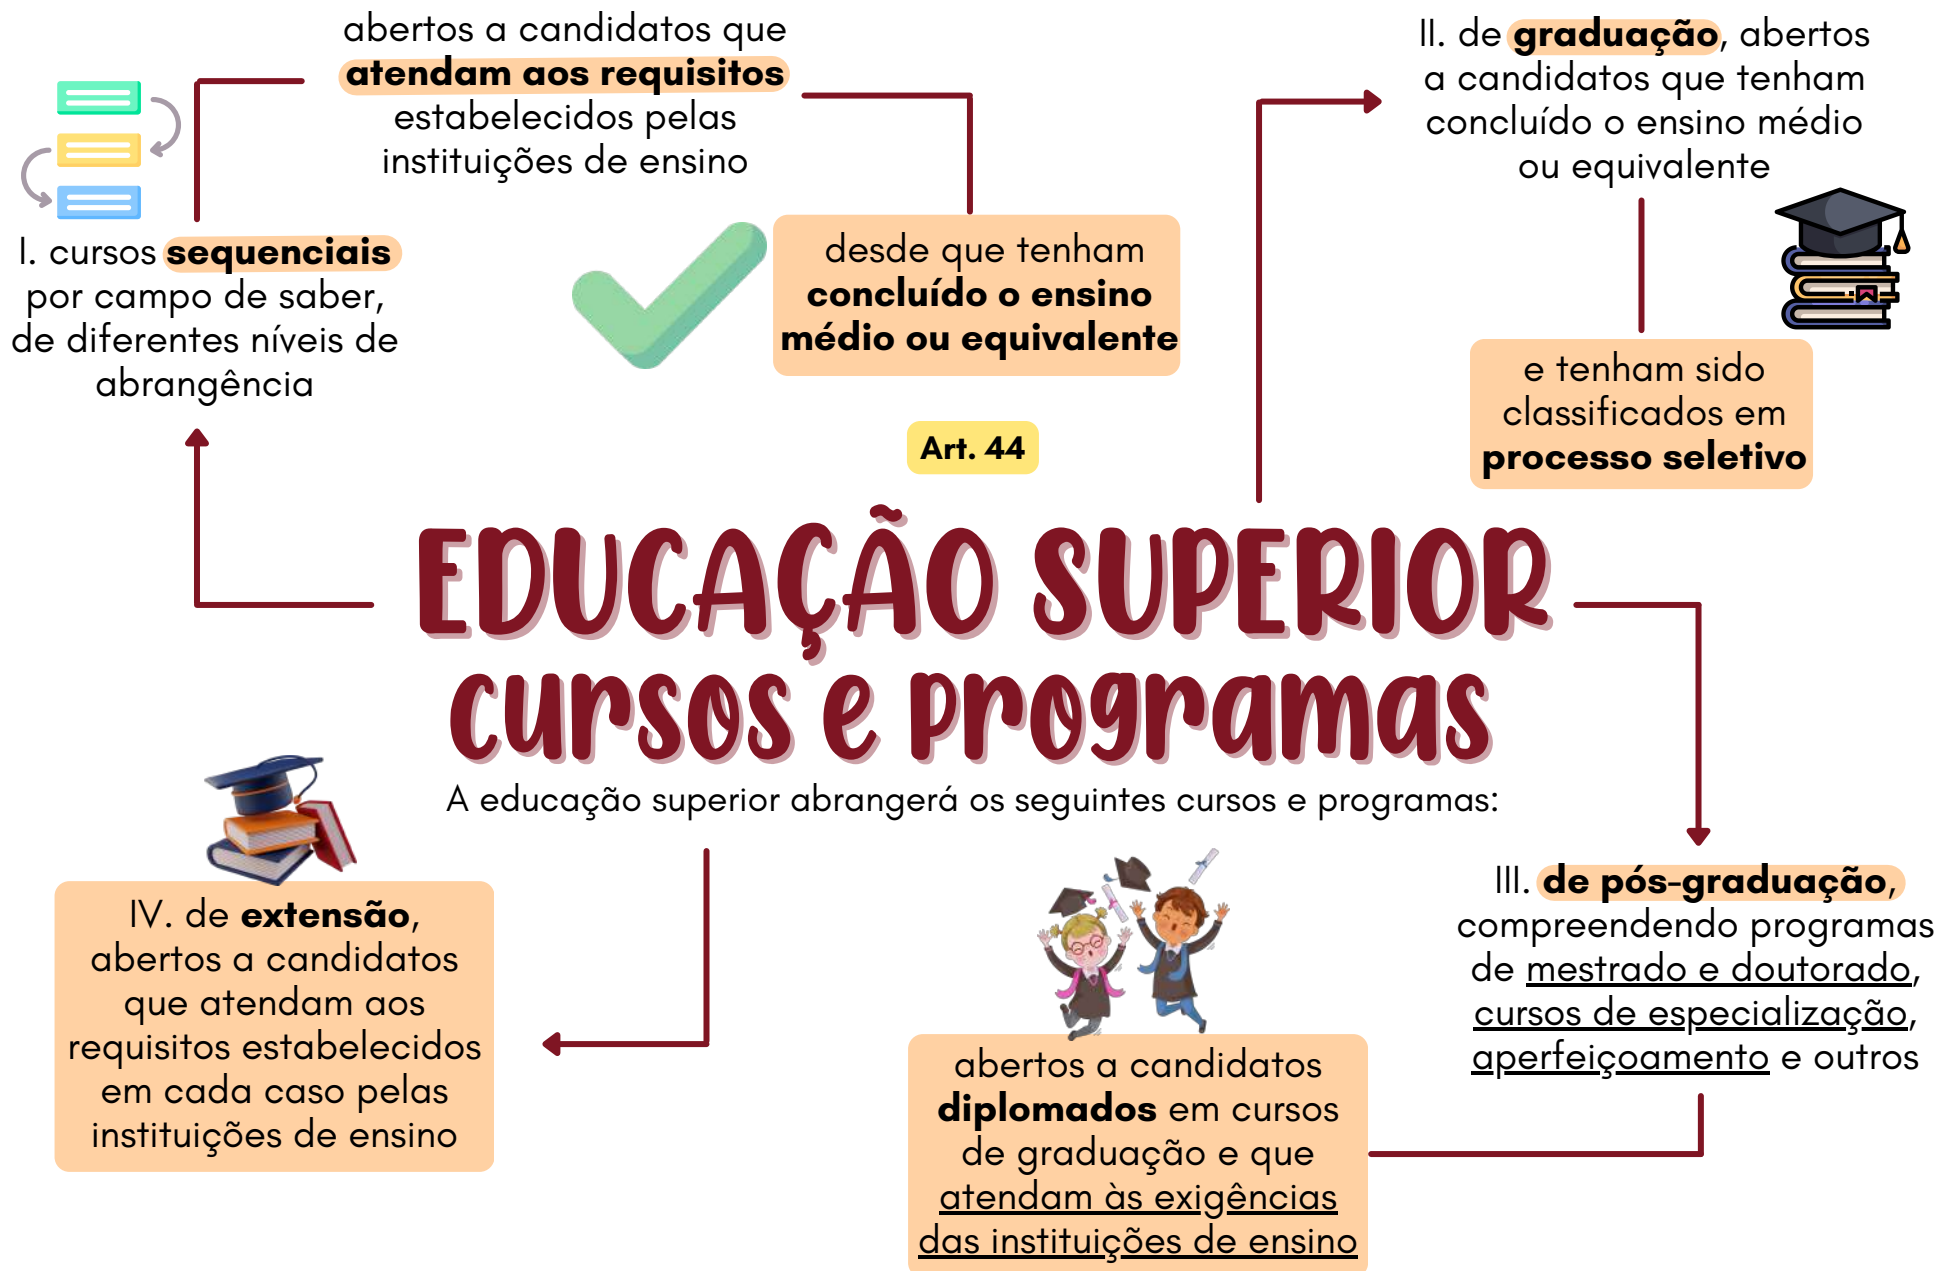 abertos a candidatos que
atendam aos requisitos
estabelecidos pelas
instituições de ensino
I. cursos sequenciais
por campo de saber,
de diferentes níveis de
abrangência
desde que tenham
concluído o ensino
médio ou equivalente
II. de graduação, abertos
a candidatos que tenham
concluído o ensino médio
ou equivalente
e tenham sido
classificados em
processo seletivo
Art. 44
EDUCAÇÃO SUPERIOR
cursos e programas
A educação superior abrangerá os seguintes cursos e programas:
III. de pós-graduação,
compreendendo programas
de mestrado e doutorado,
cursos de especialização,
aperfeiçoamento e outros
abertos a candidatos
diplomados em cursos
de graduação e que
atendam às exigências
das instituições de ensino
IV. de extensão,
abertos a candidatos
que atendam aos
requisitos estabelecidos
em cada caso pelas
instituições de ensino